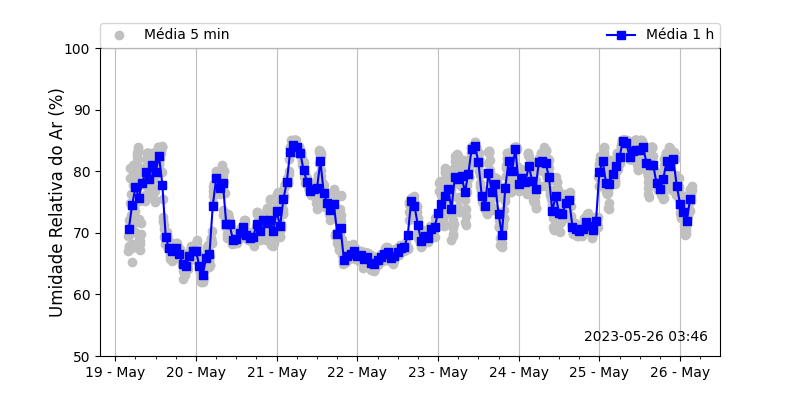 Média 5 min
Média 1 h
Umidade Relativa do Ar (%)
100
90
80
70
60
50
2023-05-26 03:46
19 - May
20 - May
21 - May
22 - May
23 - May
24 - May
25 - May
26 - May